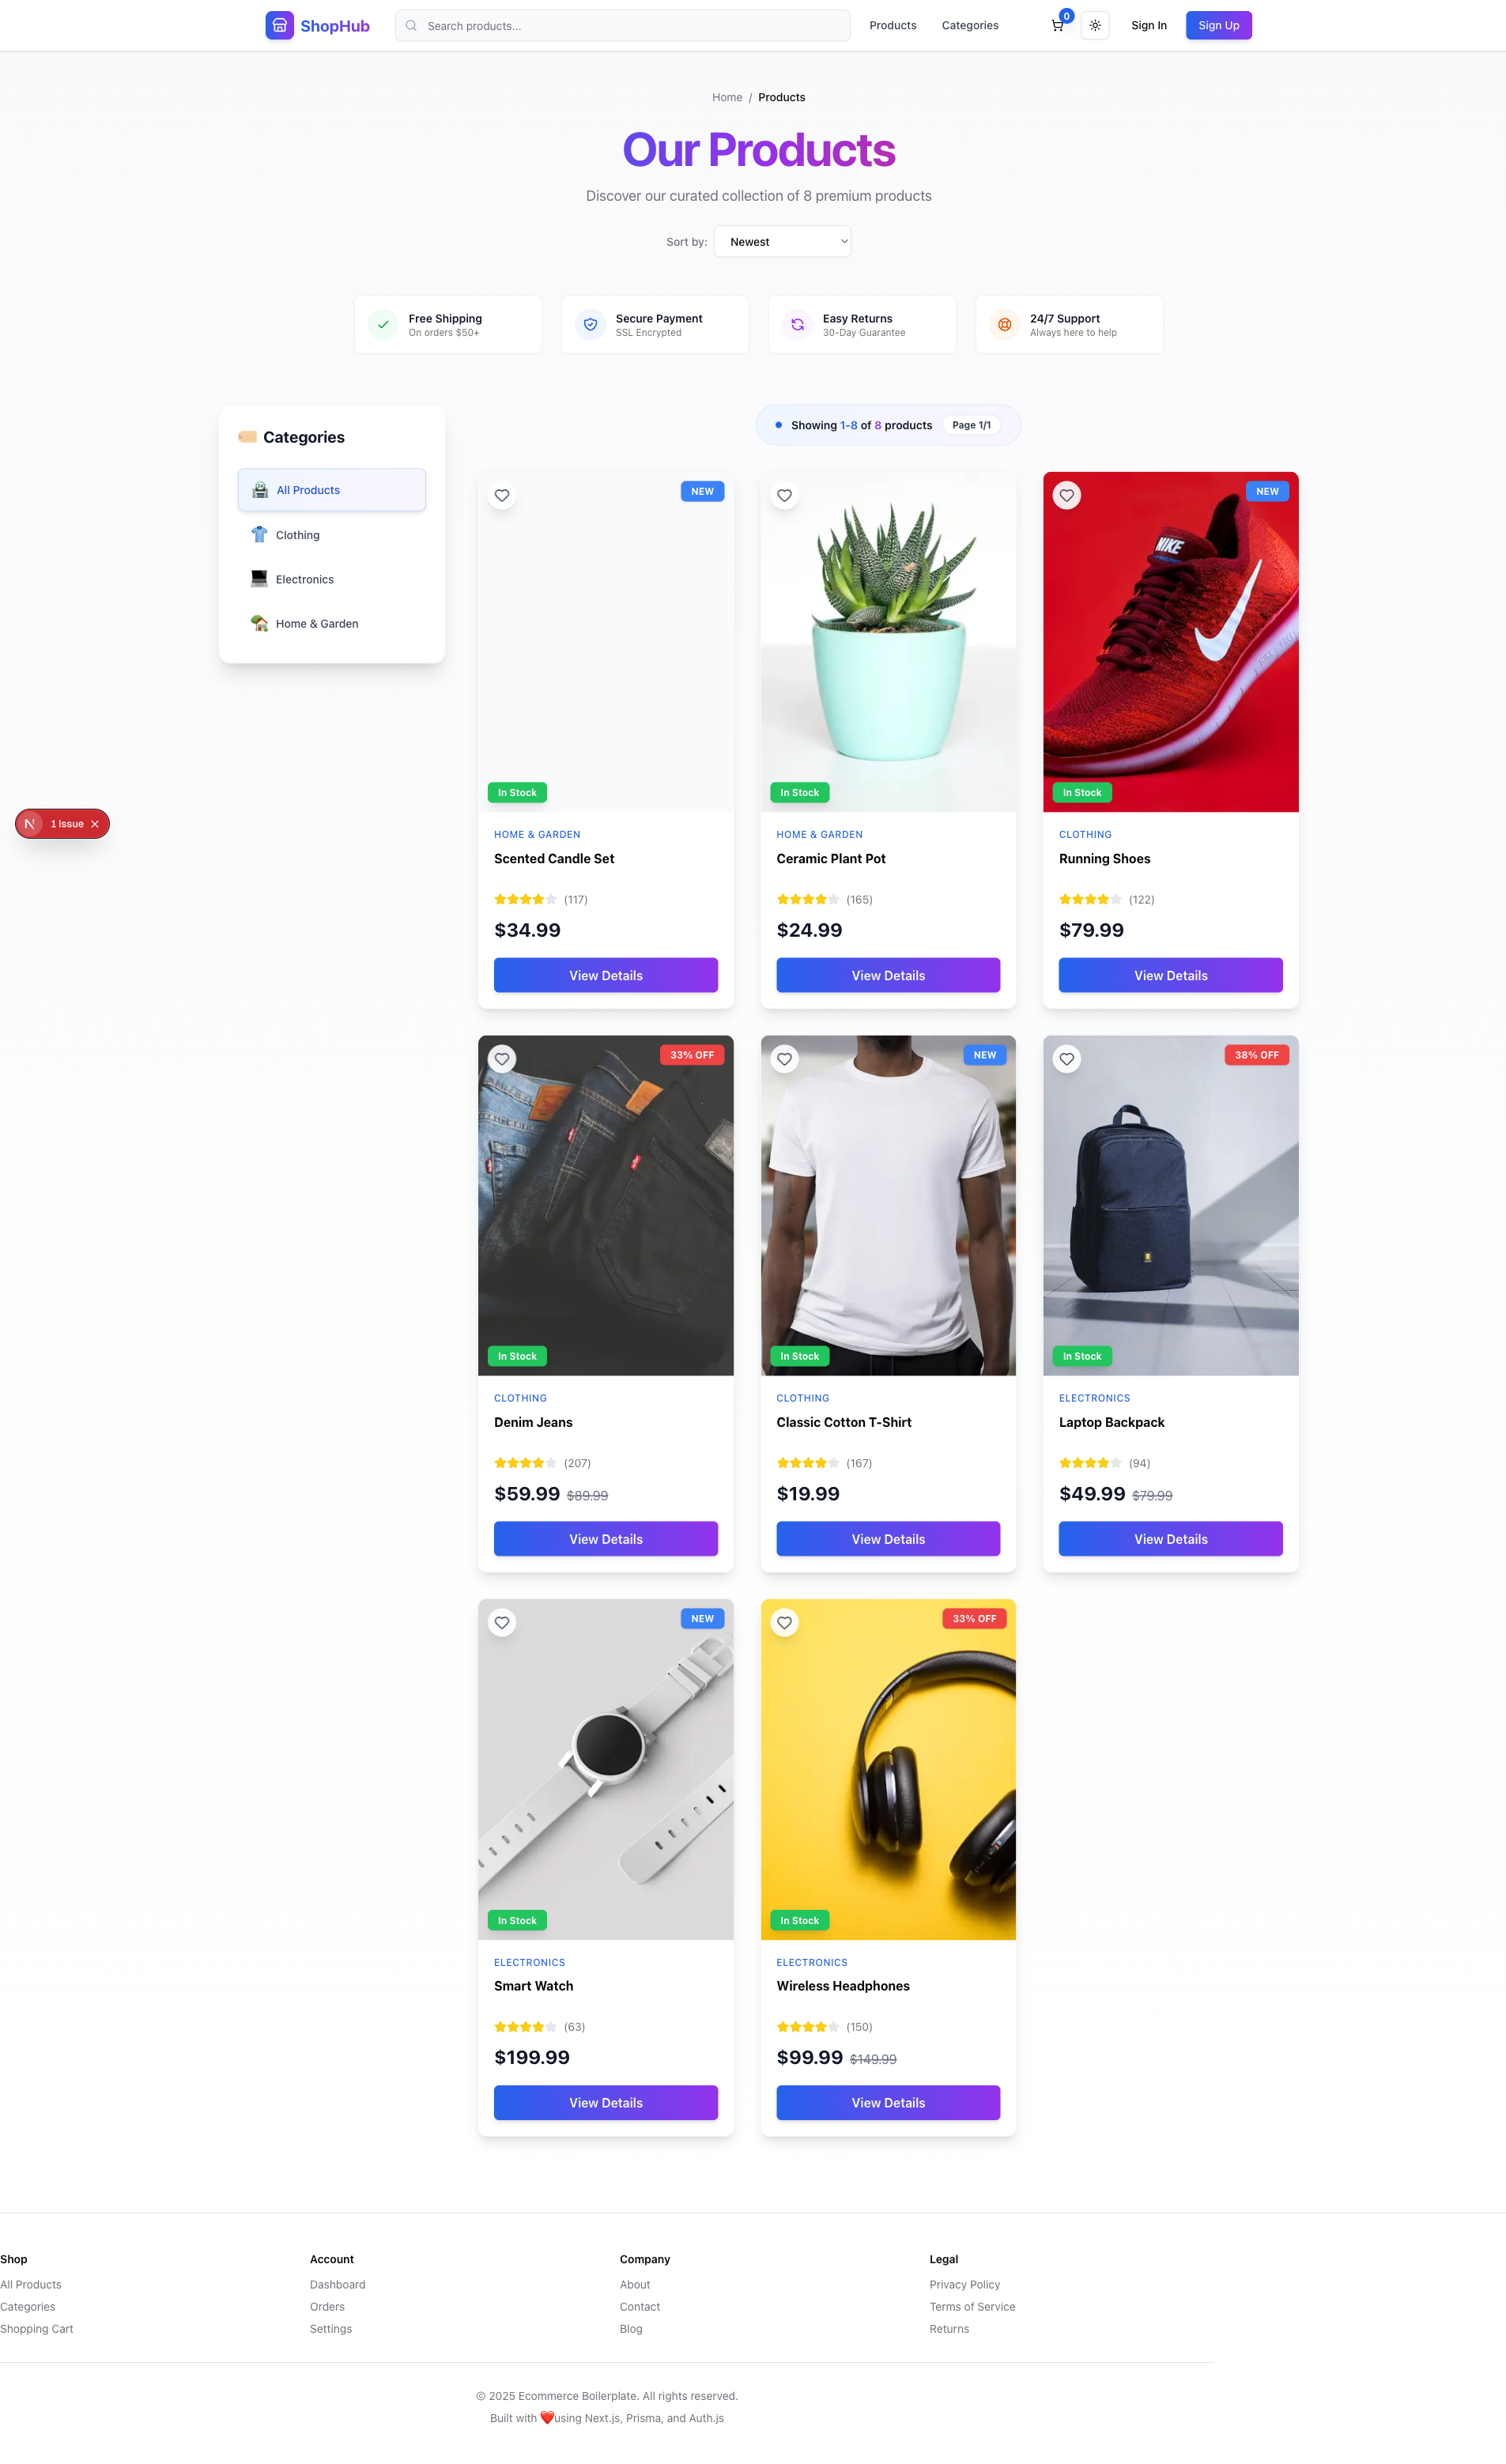 ShopHub
Search products...
Products
Categories
0
Sign In
Sign Up
Home / Products
Our Products
Discover our curated collection of 8 premium products
Sort by:
Newest
Free Shipping
On orders $50+
Secure Payment
SSL Encrypted
Easy Returns
30-Day Guarantee
24/7 Support
Always here to help
Categories
All Products
Clothing
Electronics
Home & Garden
Showing 1-8 of 8 products
Page 1/1
NEW
In Stock
HOME & GARDEN
Scented Candle Set
(117)
$34.99
View Details
In Stock
HOME & GARDEN
Ceramic Plant Pot
(165)
$24.99
View Details
NEW
NIKE
In Stock
CLOTHING
Running Shoes
(122)
$79.99
View Details
N
1 Issue
33% OFF
In Stock
CLOTHING
Denim Jeans
(207)
$59.99 $89.99
View Details
NEW
In Stock
CLOTHING
Classic Cotton T-Shirt
(167)
$19.99
View Details
38% OFF
In Stock
ELECTRONICS
Laptop Backpack
(94)
$49.99 $79.99
View Details
NEW
In Stock
ELECTRONICS
Smart Watch
(63)
$199.99
View Details
33% OFF
In Stock
ELECTRONICS
Wireless Headphones
(150)
$99.99 $149.99
View Details
Shop
All Products
Categories
Shopping Cart
Account
Dashboard
Orders
Settings
Company
About
Contact
Blog
Legal
Privacy Policy
Terms of Service
Returns
© 2025 Ecommerce Boilerplate. All rights reserved.
Built with ❤️using Next.js, Prisma, and Auth.js